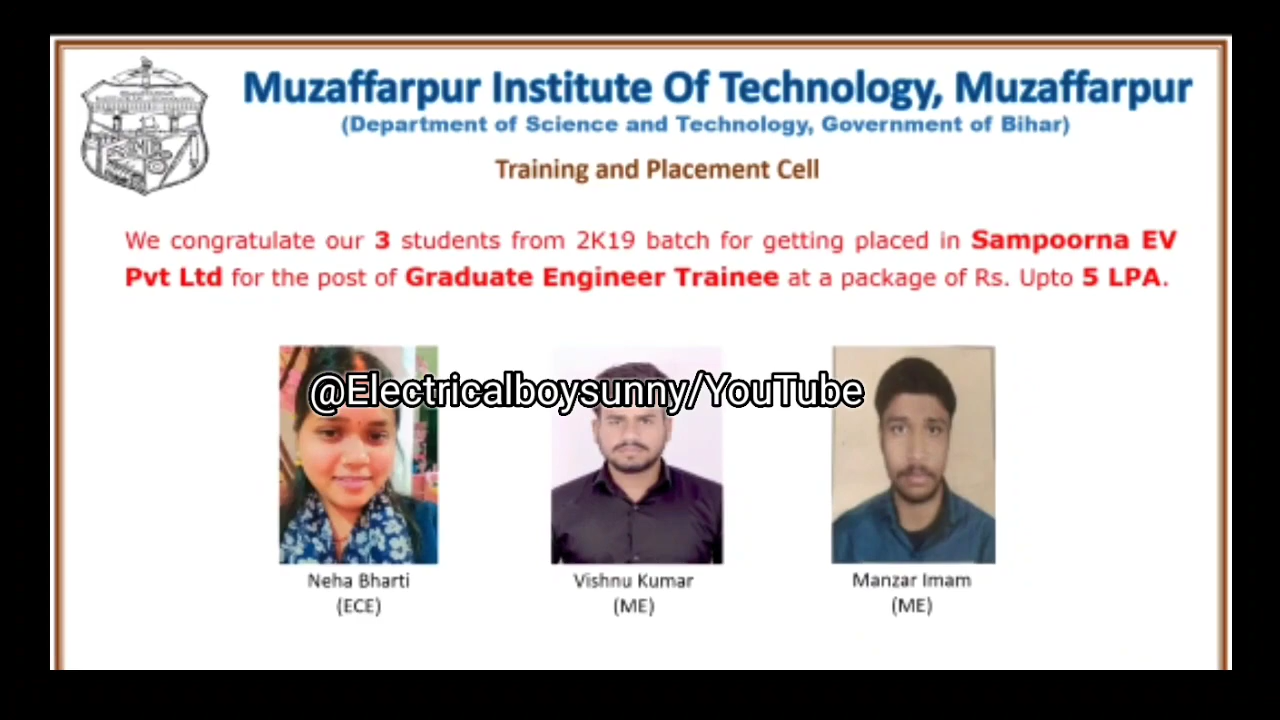 Muzaffarpur Institute Of Technology, Muzaffarpur
(Department of Science and Technology, Government of Bihar)
Training and Placement Cell
We congratulate our 3 students from 2K19 batch for getting placed in Sampoorna EV
Pvt Ltd for the post of Graduate Engineer Trainee at a package of Rs. Upto 5 LPA.
@Electricalboysunny/YouTube
Neha Bharti
(ECE)
Vishnu Kumar
(ME)
Manzar Imam
(ME)